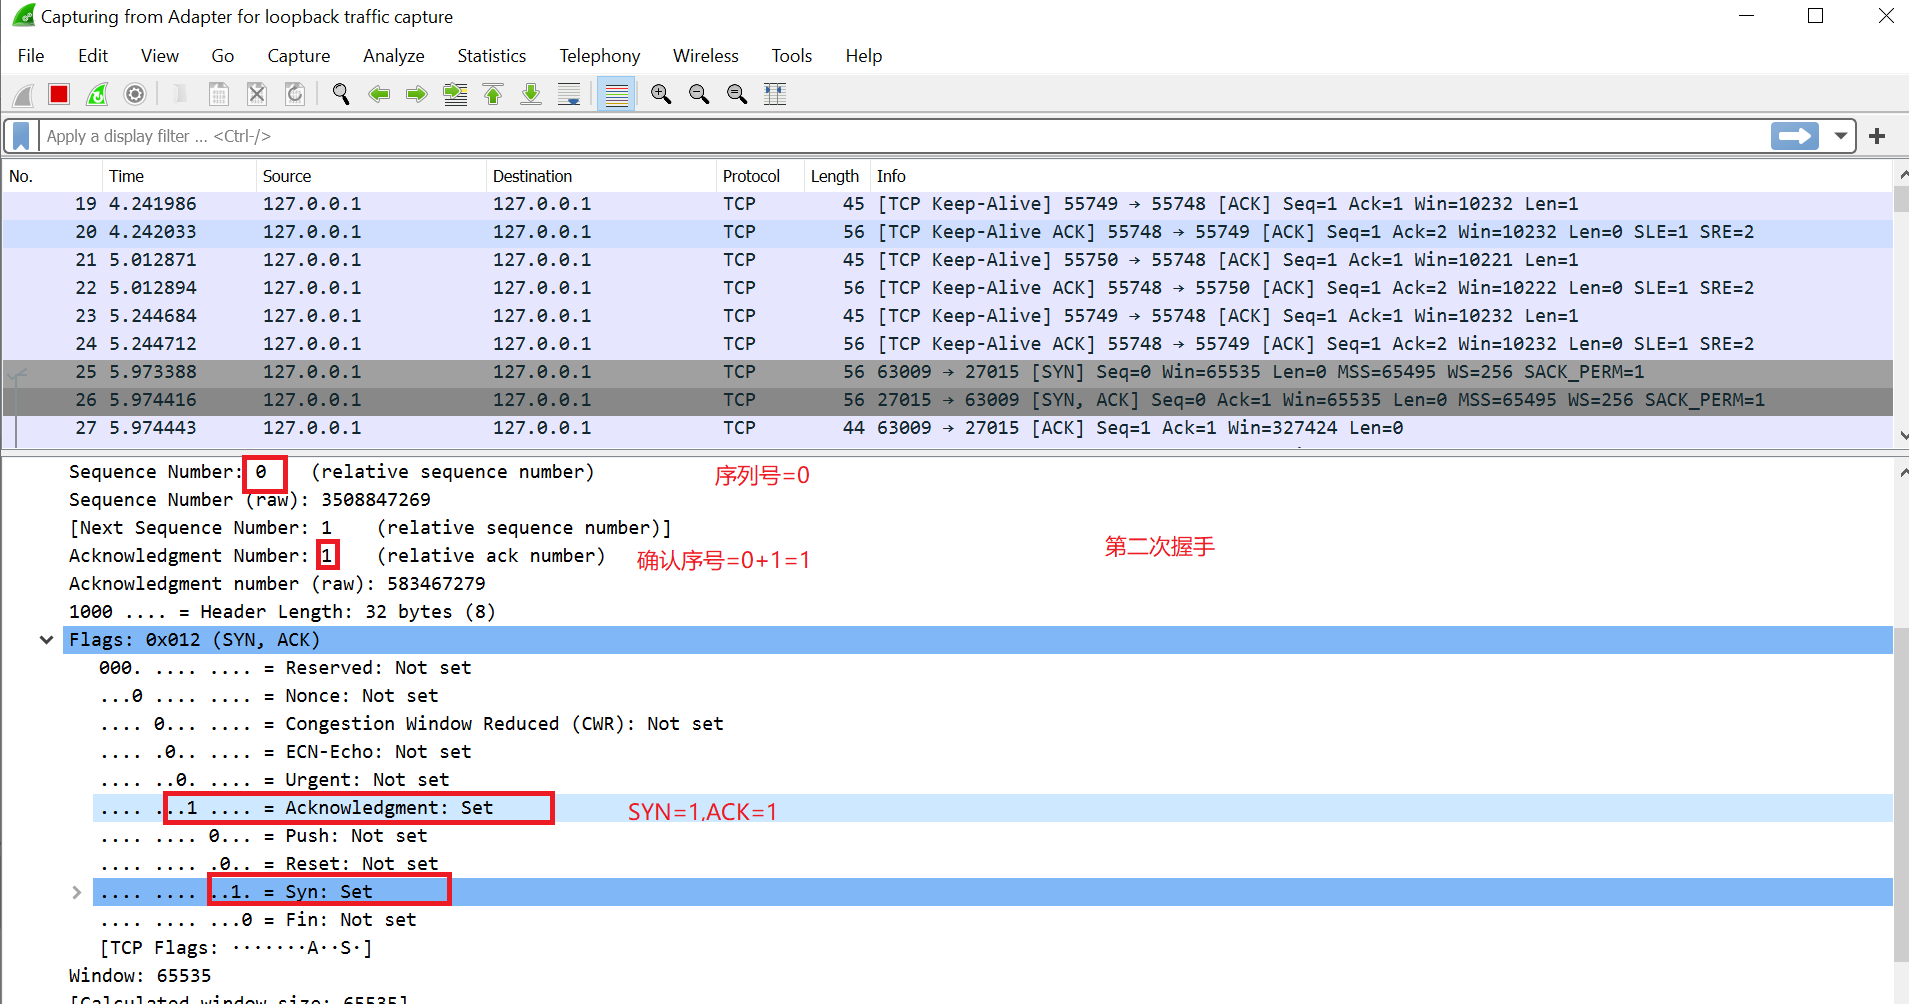 Capturing from Adapter for loopback traffic capture
File Edit View Go Capture Analyze Statistics Telephony Wireless Tools Help
Apply a display filter ... <Ctrl-/>
No. Time Source Destination Protocol Length Info
19 4.241986 127.0.0.1 127.0.0.1 TCP 45 [TCP Keep-Alive] 55749 → 55748 [ACK] Seq=1 Ack=1 Win=10232 Len=1
20 4.242033 127.0.0.1 127.0.0.1 TCP 56 [TCP Keep-Alive ACK] 55748 → 55749 [ACK] Seq=1 Ack=2 Win=10232 Len=0 SLE=1 SRE=2
21 5.012871 127.0.0.1 127.0.0.1 TCP 45 [TCP Keep-Alive] 55750 → 55748 [ACK] Seq=1 Ack=1 Win=10221 Len=1
22 5.012894 127.0.0.1 127.0.0.1 TCP 56 [TCP Keep-Alive ACK] 55748 → 55750 [ACK] Seq=1 Ack=2 Win=10222 Len=0 SLE=1 SRE=2
23 5.244684 127.0.0.1 127.0.0.1 TCP 45 [TCP Keep-Alive] 55749 → 55748 [ACK] Seq=1 Ack=1 Win=10232 Len=1
24 5.244712 127.0.0.1 127.0.0.1 TCP 56 [TCP Keep-Alive ACK] 55748 → 55749 [ACK] Seq=1 Ack=2 Win=10232 Len=0 SLE=1 SRE=2
25 5.973388 127.0.0.1 127.0.0.1 TCP 56 63009 → 27015 [SYN] Seq=0 Win=65535 Len=0 MSS=65495 WS=256 SACK_PERM=1
26 5.974416 127.0.0.1 127.0.0.1 TCP 56 27015 → 63009 [SYN, ACK] Seq=0 Ack=1 Win=65535 Len=0 MSS=65495 WS=256 SACK_PERM=1
27 5.974443 127.0.0.1 127.0.0.1 TCP 44 63009 → 27015 [ACK] Seq=1 Ack=1 Win=327424 Len=0
Sequence Number: 0 (relative sequence number) 序列号=0
Sequence Number (raw): 3508847269
[Next Sequence Number: 1 (relative sequence number)]
第二次握手
Acknowledgment Number: 1 (relative ack number) 确认序号=0+1=1
Acknowledgment number (raw): 583467279
1000 .... = Header Length: 32 bytes (8)
Flags: 0x012 (SYN, ACK)
000. .... .... = Reserved: Not set
...0 .... .... = Nonce: Not set
.... 0... .... = Congestion Window Reduced (CWR): Not set
.... .0.. .... = ECN-Echo: Not set
.... ..0. .... = Urgent: Not set
.... ...1 .... = Acknowledgment: Set SYN=1,ACK=1
.... .... 0... = Push: Not set
.... .... .0.. = Reset: Not set
.... .... ..1. = Syn: Set
.... .... ...0 = Fin: Not set
[TCP Flags: ·······A··S·]
Window: 65535
[Calculated window size: 65535]